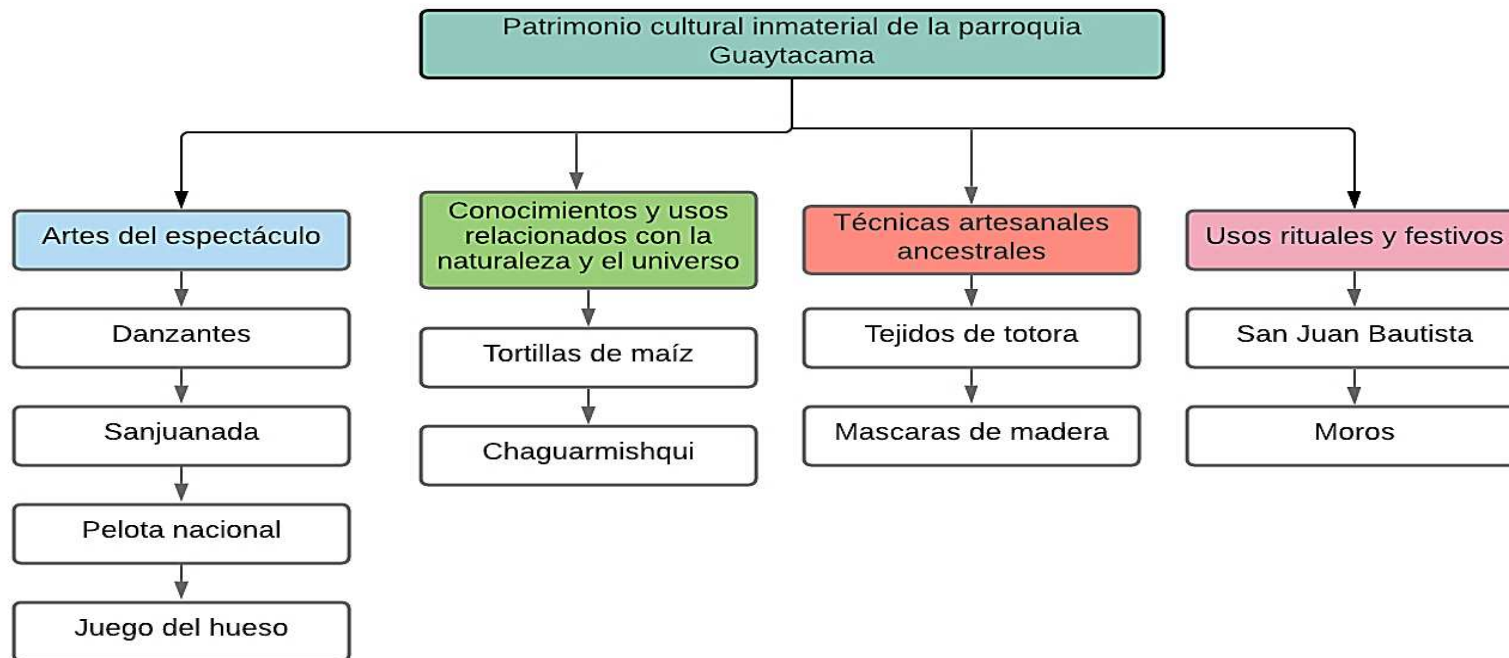 Patrimonio cultural inmaterial de la parroquia
Guaytacama
Artes del espectáculo
Danzantes
Sanjuanada
Pelota nacional
Juego del hueso
Conocimientos y usos
relacionados con la
naturaleza y el universo
Tortillas de maíz
Chaguarmishqui
Técnicas artesanales
ancestrales
Tejidos de totora
Mascaras de madera
Usos rituales y festivos
San Juan Bautista
Moros